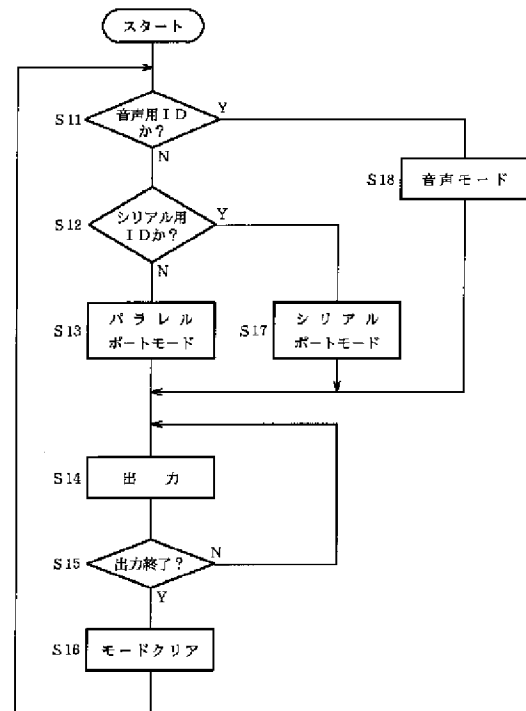 スタート
S11
音声用ID
か?
Y
N
S18
音声モード
S12
シリアル用
IDか?
Y
N
S13
パラレル
ポートモード
S17
シリアル
ポートモード
S14
出力
S15
出力終了?
N
Y
S16
モードクリア